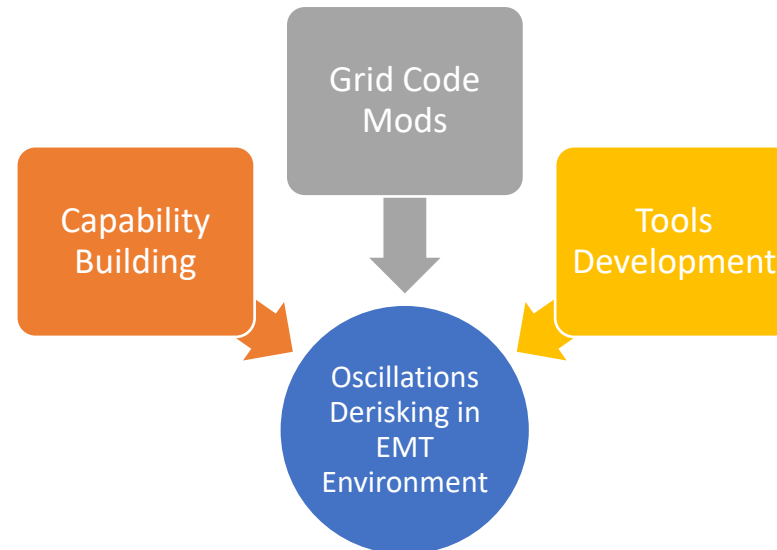 Grid Code
Mods
Capability
Building
Tools
Development
Oscillations
Derisking in
EMT
Environment